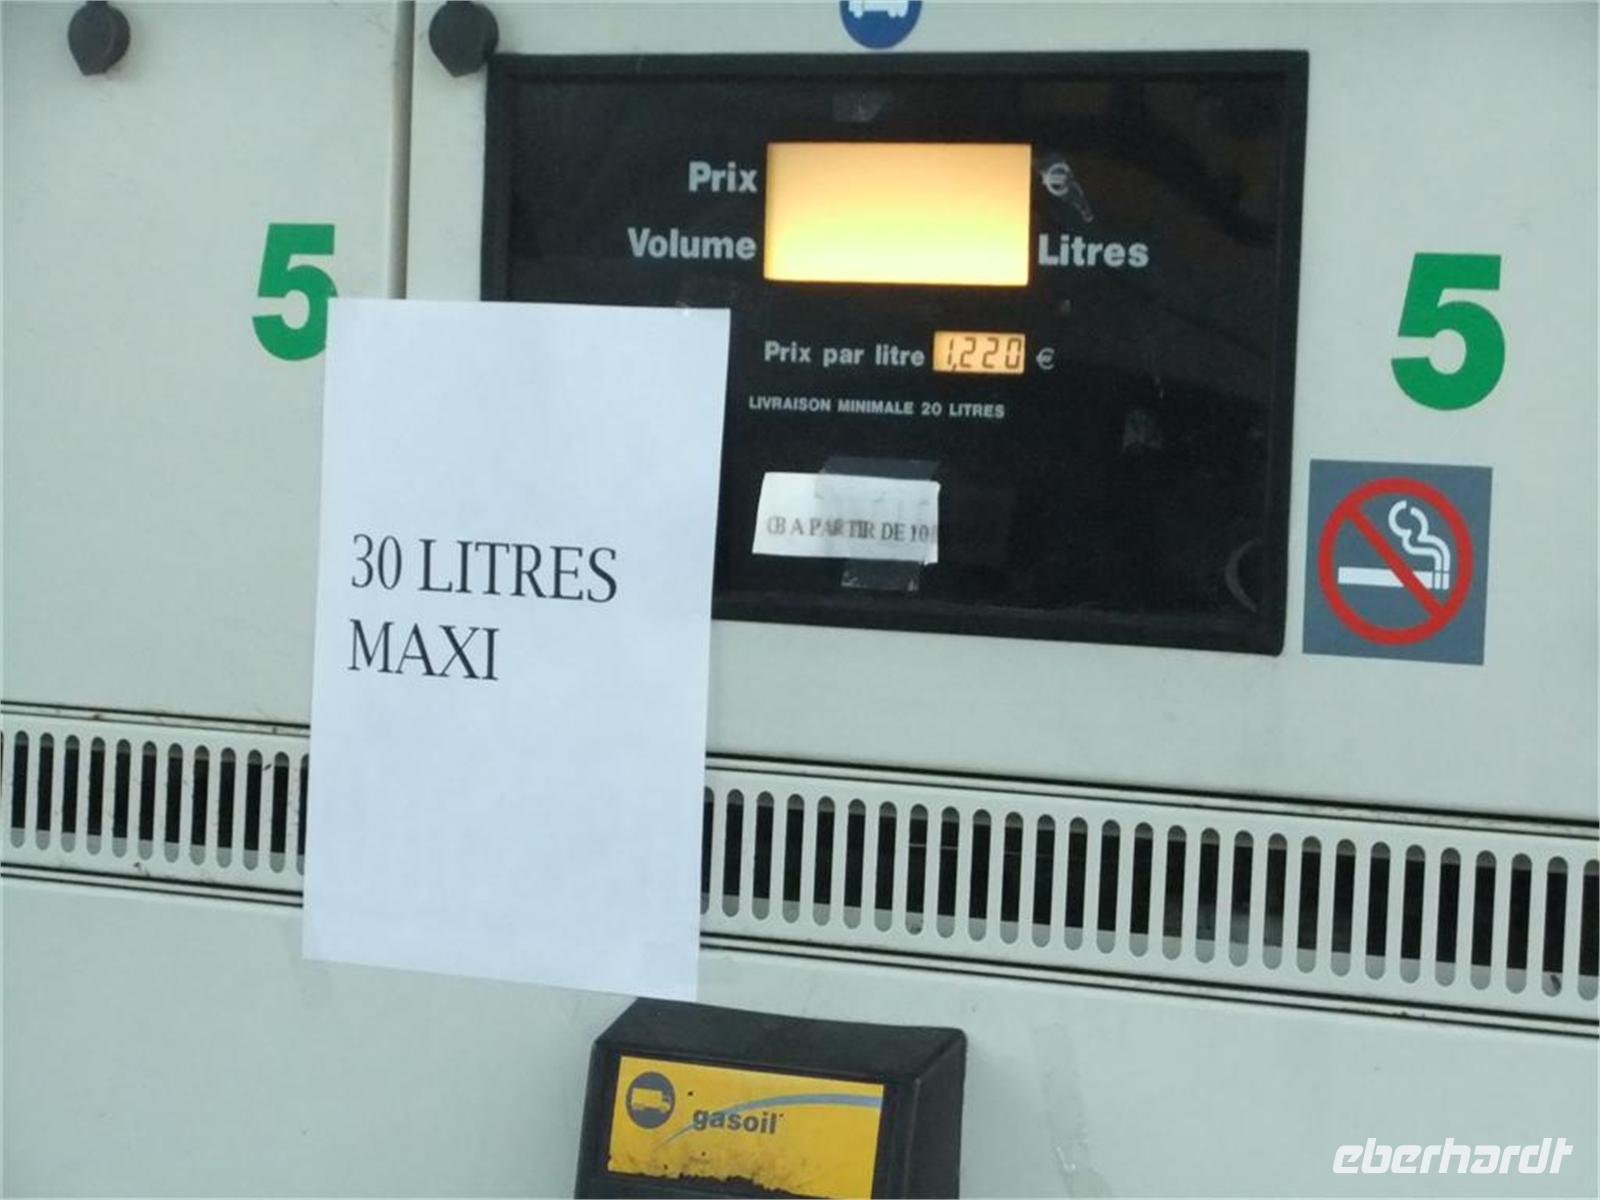 Prix €
Volume Litres
5
5
Prix par litre 1,220 €
LIVRAISON MINIMALE 20 LITRES
CB A PARTIR DE 10
30 LITRES
MAXI
gasoil
eberhardt